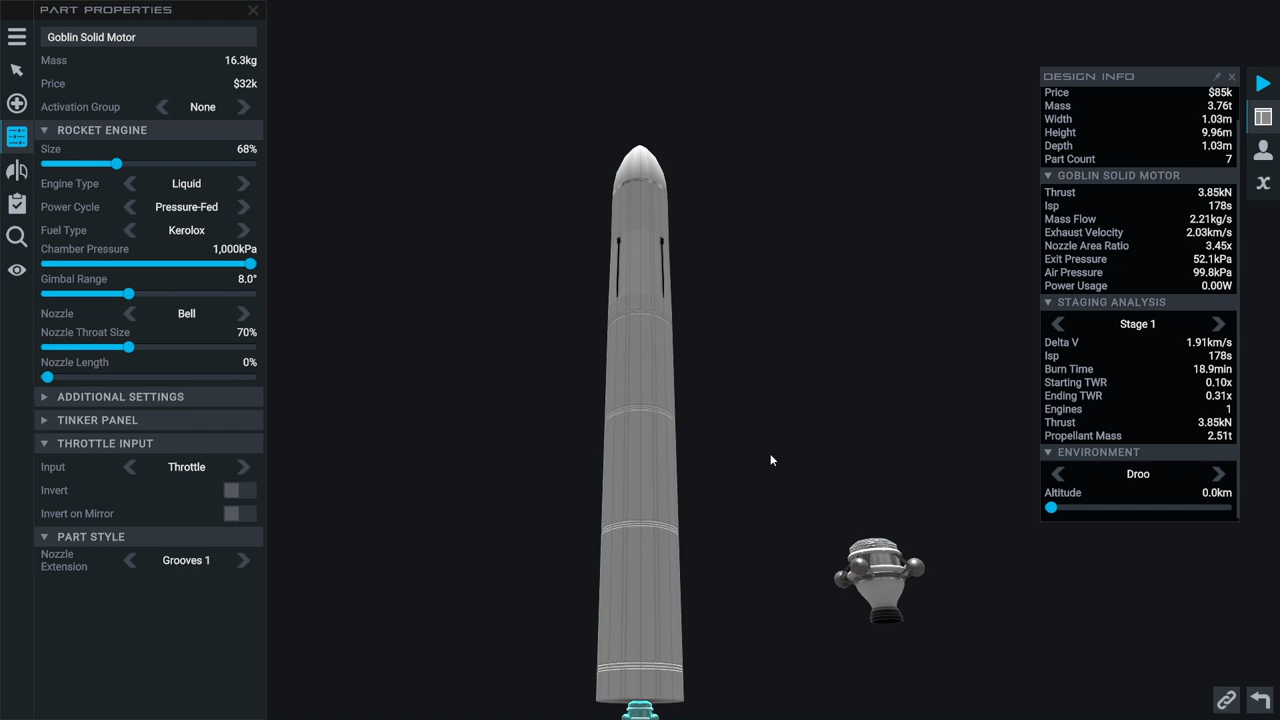 PART PROPERTIES
Goblin Solid Motor
Mass 16.3kg
Price $32k
Activation Group None
ROCKET ENGINE
Size 68%
Engine Type Liquid
Power Cycle Pressure-Fed
Fuel Type Kerolox
Chamber Pressure 1,000kPa
Gimbal Range 8.0°
Nozzle Bell
Nozzle Throat Size 70%
Nozzle Length 0%
ADDITIONAL SETTINGS
TINKER PANEL
THROTTLE INPUT
Input Throttle
Invert
Invert on Mirror
PART STYLE
Nozzle
Extension Grooves 1
DESIGN INFO
Price $85k
Mass 3.76t
Width 1.03m
Height 9.96m
Depth 1.03m
Part Count 7
GOBLIN SOLID MOTOR
Thrust 3.85kN
Isp 178s
Mass Flow 2.21kg/s
Exhaust Velocity 2.03km/s
Nozzle Area Ratio 3.45x
Exit Pressure 52.1kPa
Air Pressure 99.8kPa
Power Usage 0.00W
STAGING ANALYSIS
Stage 1
Delta V 1.91km/s
Isp 178s
Burn Time 18.9min
Starting TWR 0.10x
Ending TWR 0.31x
Engines 1
Thrust 3.85kN
Propellant Mass 2.51t
ENVIRONMENT
Droo
Altitude 0.0km